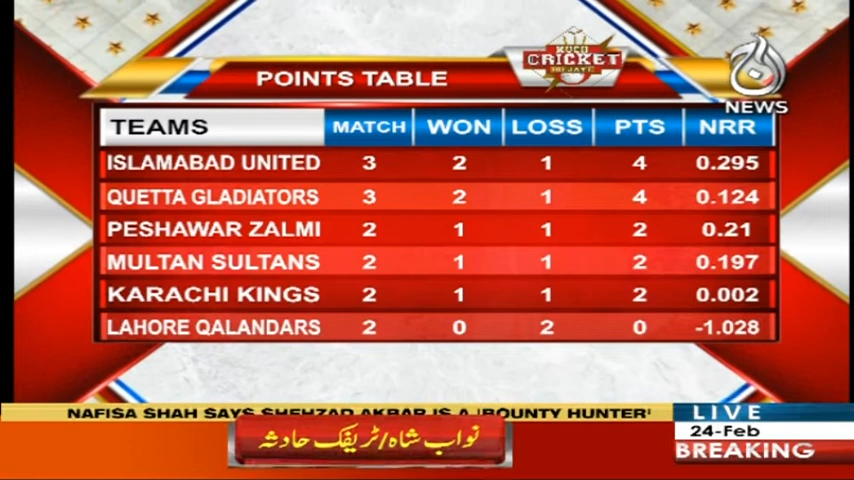 KUCH
CRICKET
HOJAYE
POINTS TABLE
ج
NEWS
TEAMS MATCH WON LOSS PTS NRR
ISLAMABAD UNITED 3 2 1 4 0.295
QUETTA GLADIATORS 3 2 1 4 0.124
PESHAWAR ZALMI 2 1 1 2 0.21
MULTAN SULTANS 2 1 1 2 0.197
KARACHI KINGS 2 1 1 2 0.002
LAHORE QALANDARS 2 0 2 0 -1.028
NAFISA SHAH SAYS SHEHZAD AKBAR IS A 'BOUNTY HUNTER'
LIVE
24-Feb
BREAKING
نواب شاہ/ٹریفک حادثہ